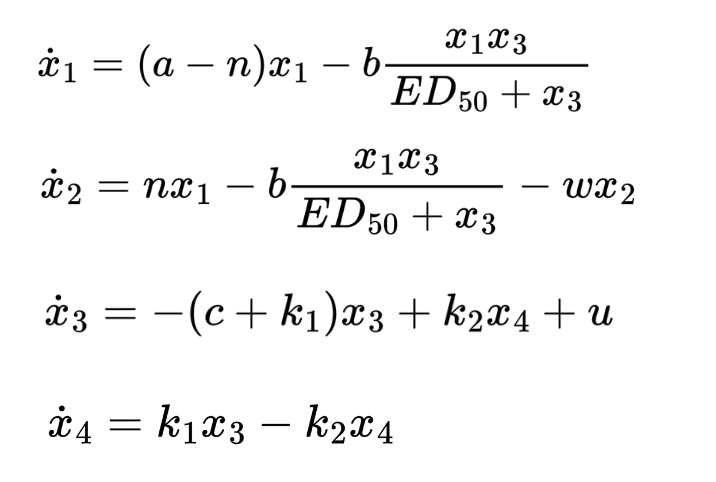 ẋ₁ = (a − n)x₁ − b x₁x₃ / (ED₅₀ + x₃)
ẋ₂ = nx₁ − b x₁x₃ / (ED₅₀ + x₃) − wx₂
ẋ₃ = −(c + k₁)x₃ + k₂x₄ + u
ẋ₄ = k₁x₃ − k₂x₄